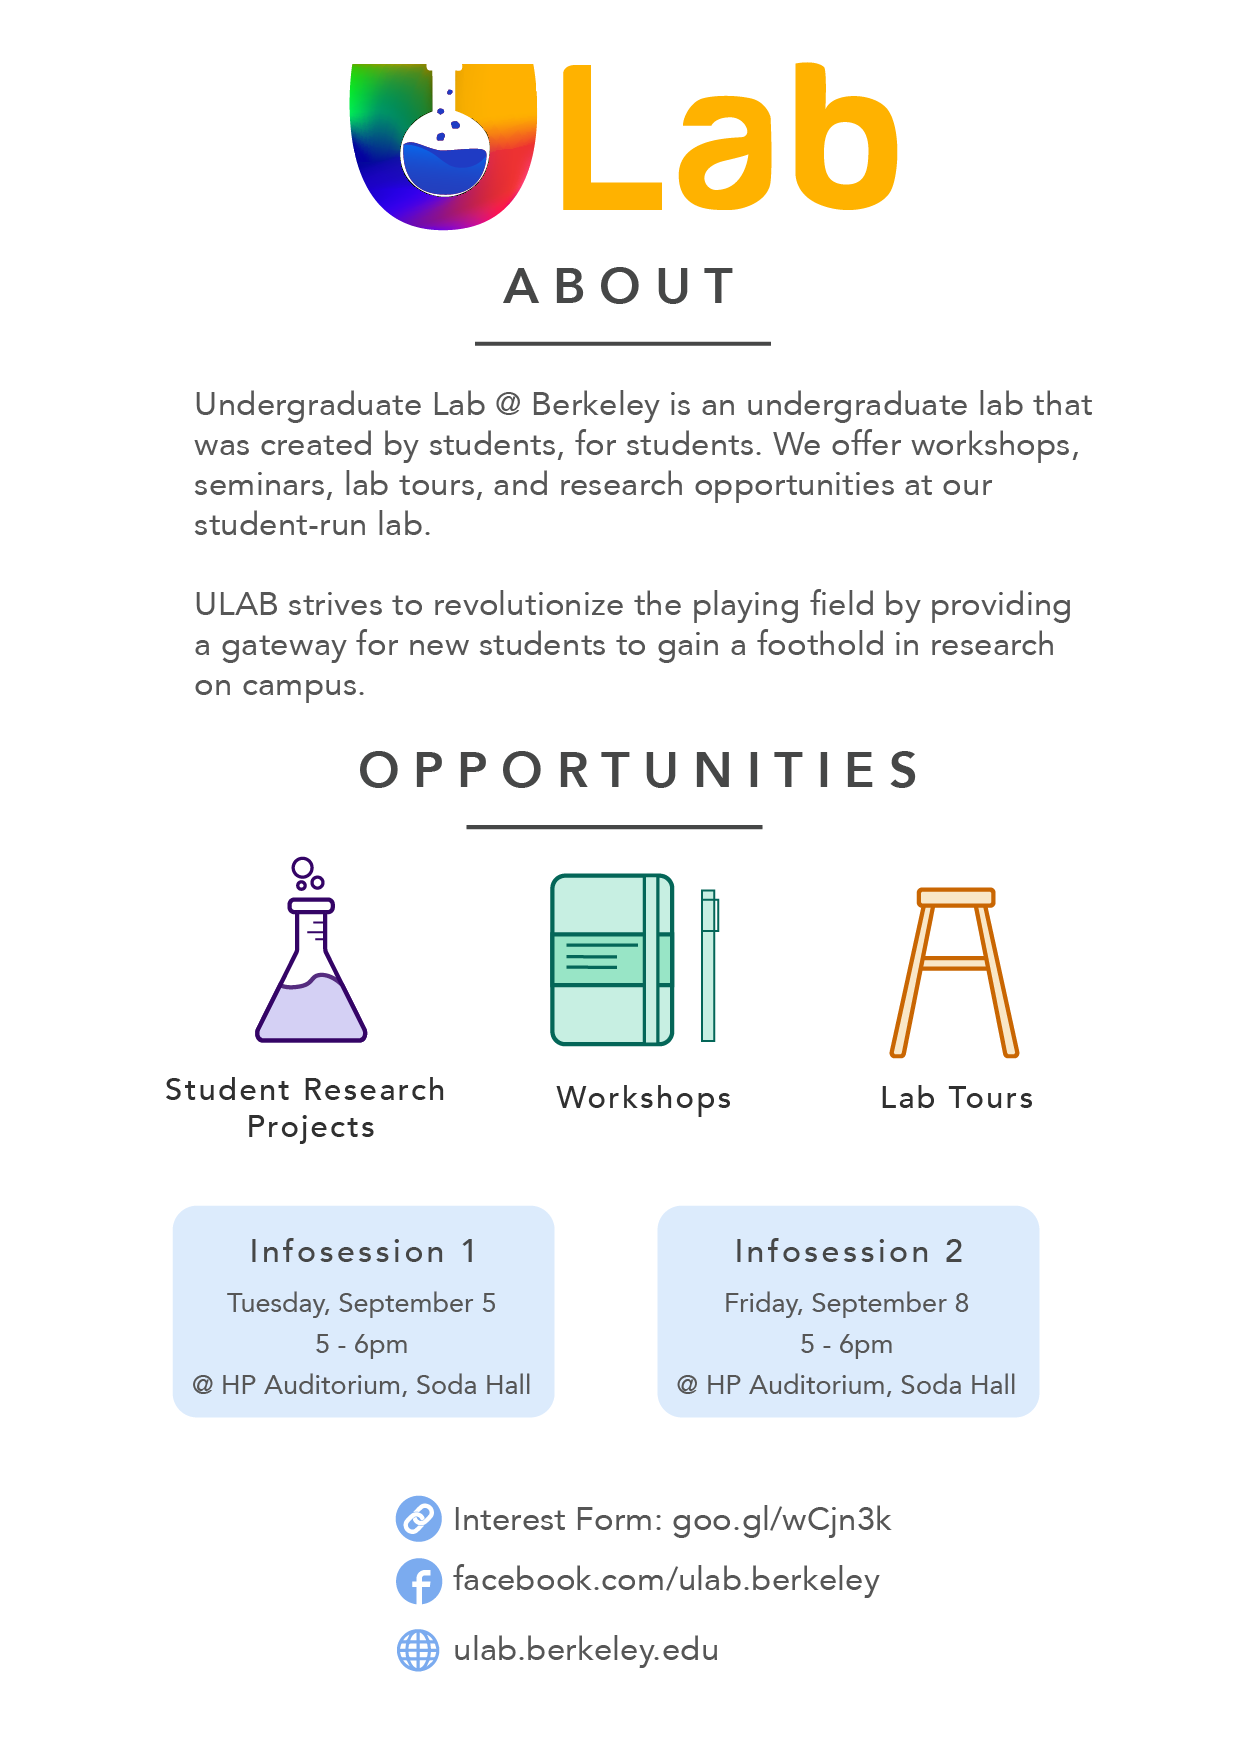 ULab
ABOUT
Undergraduate Lab @ Berkeley is an undergraduate lab that
was created by students, for students. We offer workshops,
seminars, lab tours, and research opportunities at our
student-run lab.
ULAB strives to revolutionize the playing field by providing
a gateway for new students to gain a foothold in research
on campus.
OPPORTUNITIES
Student Research
Projects
Workshops
Lab Tours
Infosession 1
Tuesday, September 5
5 - 6pm
@ HP Auditorium, Soda Hall
Infosession 2
Friday, September 8
5 - 6pm
@ HP Auditorium, Soda Hall
Interest Form: goo.gl/wCjn3k
facebook.com/ulab.berkeley
ulab.berkeley.edu